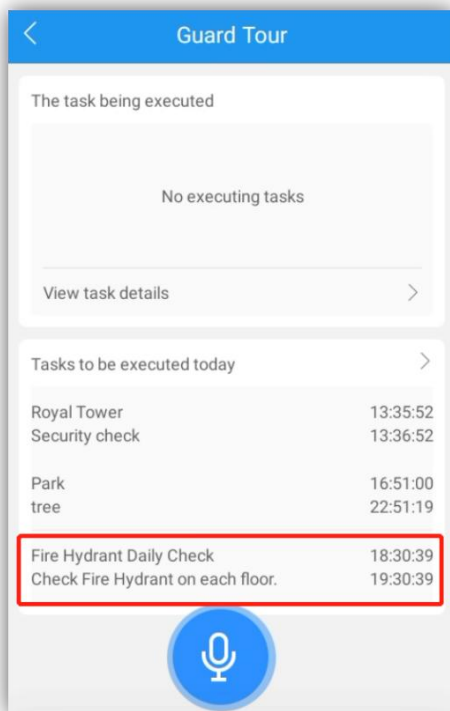 Guard Tour
The task being executed
No executing tasks
View task details
Tasks to be executed today
Royal Tower 13:35:52
Security check 13:36:52
Park 16:51:00
tree 22:51:19
Fire Hydrant Daily Check 18:30:39
Check Fire Hydrant on each floor. 19:30:39